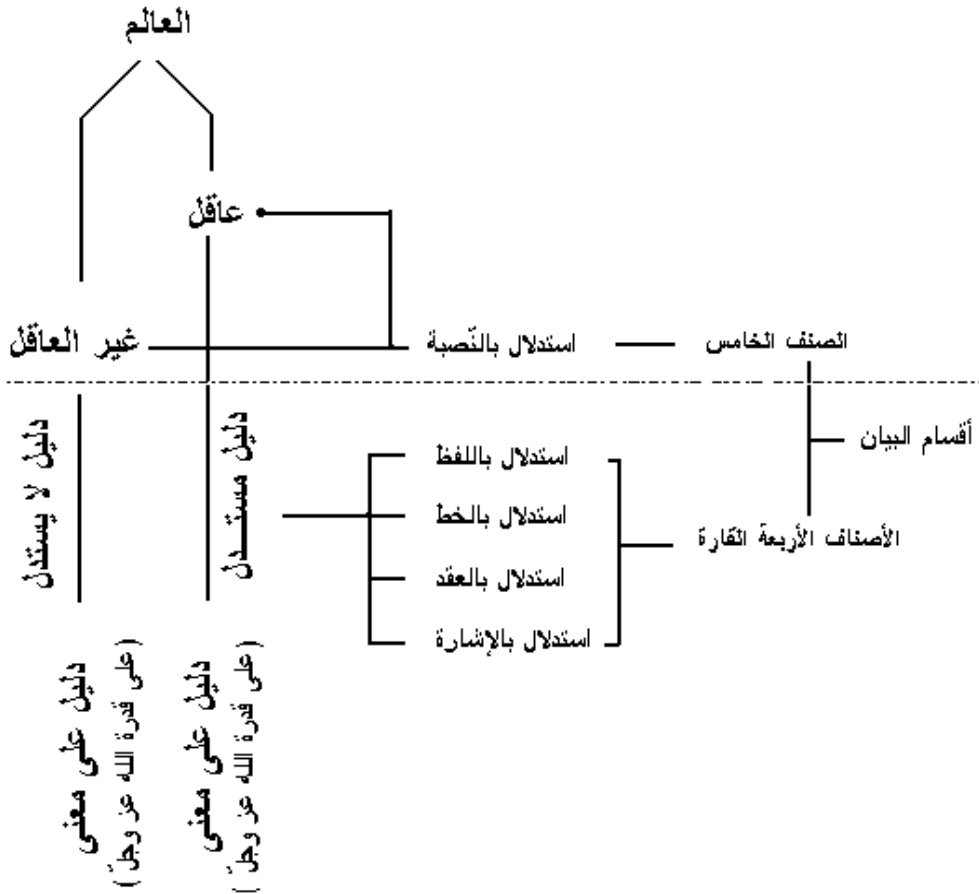 العالم
عاقل
غير العاقل
استدلال بالنّصبة
الصنف الخامس
أقسام البيان
دليل لا يستدل
دليل مستــدل
استدلال باللفظ
استدلال بالخط
استدلال بالعقد
استدلال بالإشارة
الأصناف الأربعة القارة
دليل على معنى
(على قدرة الله عز وجلّ)
دليل على معنى
(على قدرة الله عز وجلّ)